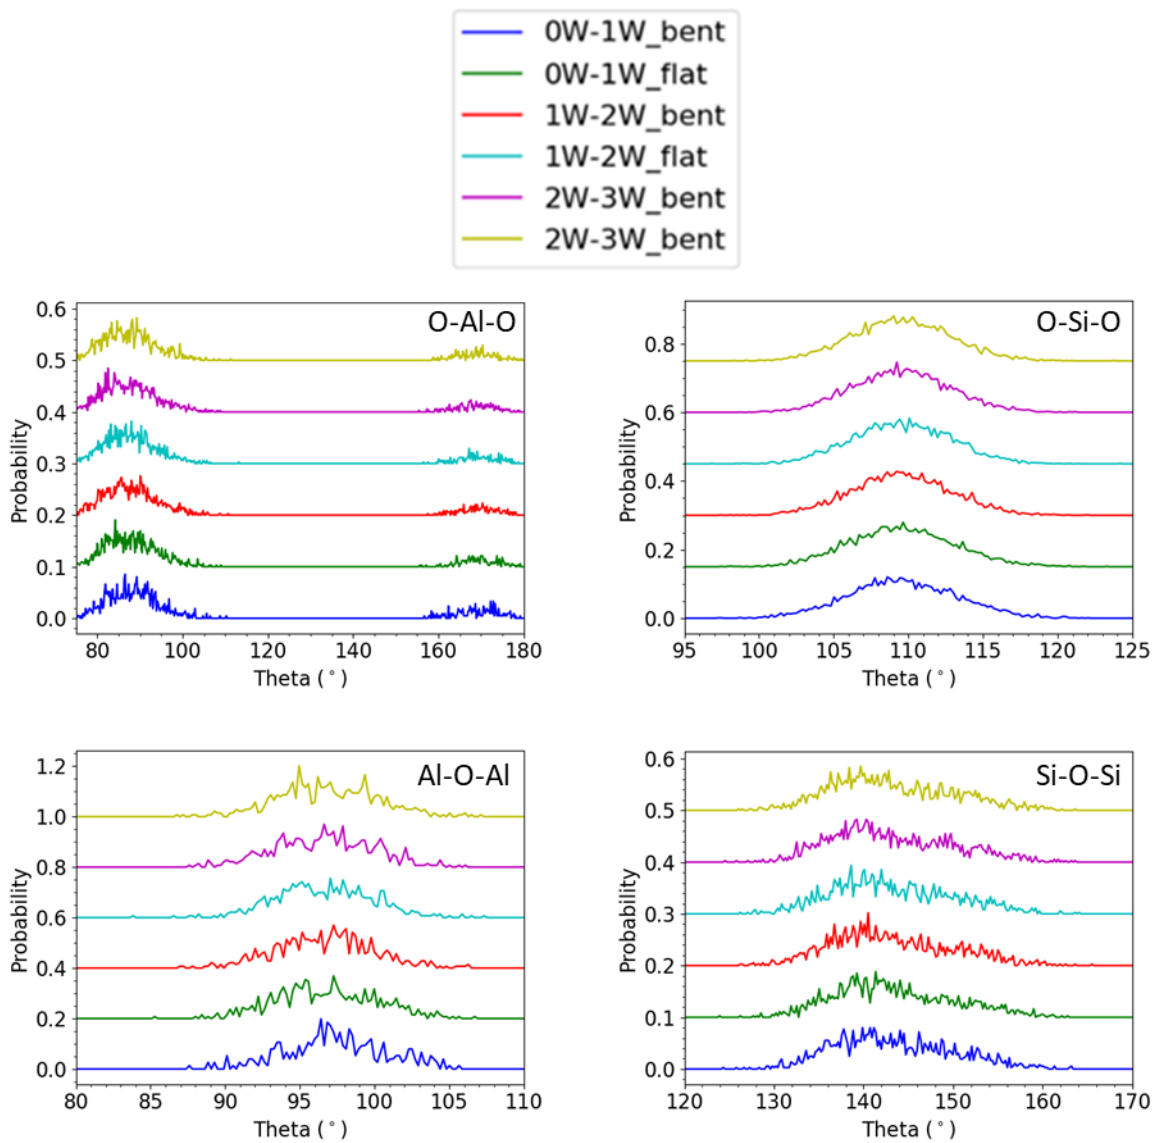 0W-1W_bent
0W-1W_flat
1W-2W_bent
1W-2W_flat
2W-3W_bent
2W-3W_bent
O-Al-O
0.6
0.5
0.4
0.3
0.2
0.1
0.0
Probability
80 100 120 140 160 180
Theta (°)
O-Si-O
0.8
0.6
0.4
0.2
0.0
Probability
95 100 105 110 115 120 125
Theta (°)
Al-O-Al
1.2
1.0
0.8
0.6
0.4
0.2
0.0
Probability
80 85 90 95 100 105 110
Theta (°)
Si-O-Si
0.6
0.5
0.4
0.3
0.2
0.1
0.0
Probability
120 130 140 150 160 170
Theta (°)